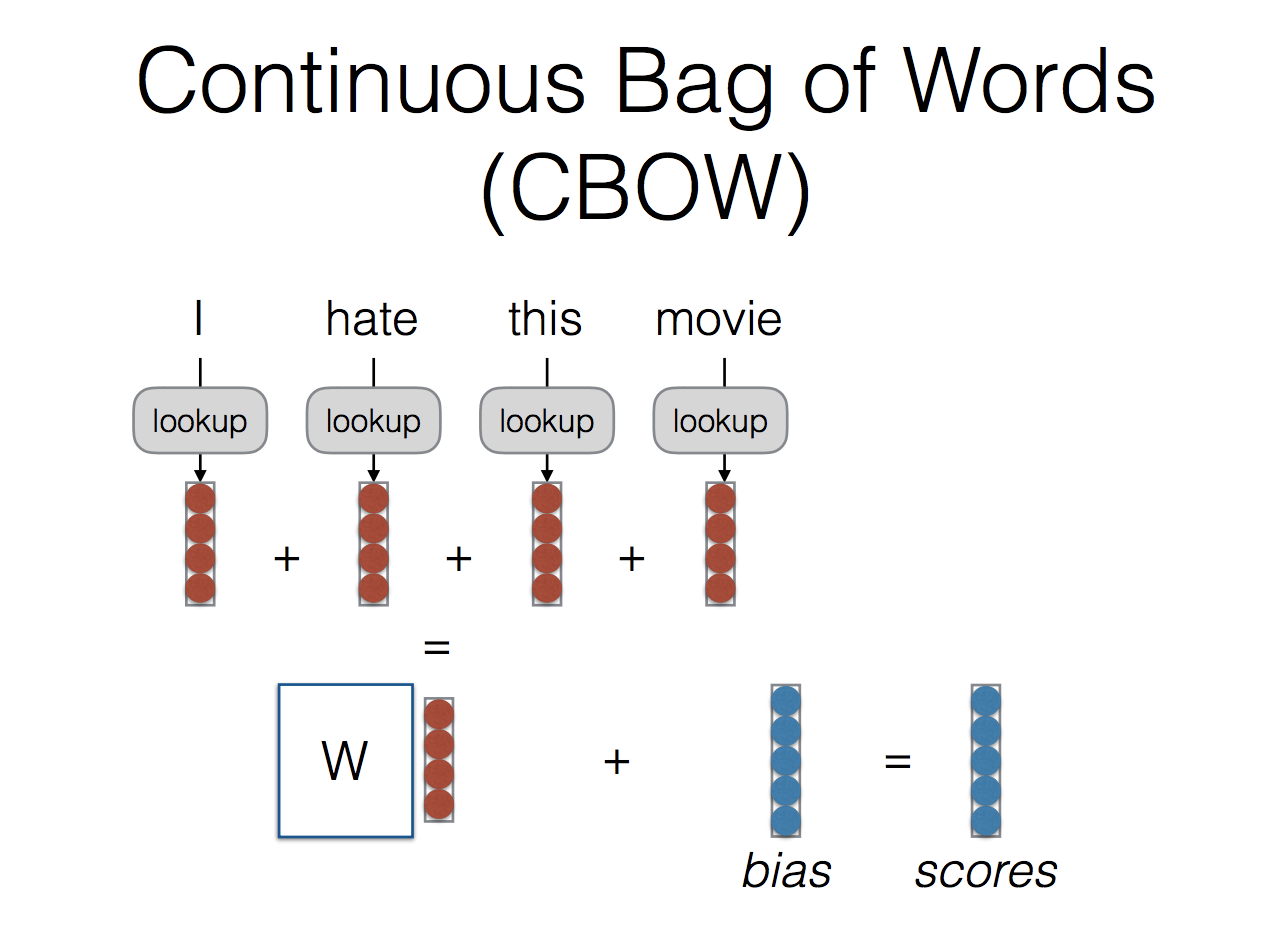 Continuous Bag of Words
(CBOW)
I hate this movie
lookup lookup lookup lookup
+ + +
=
W + =
bias scores